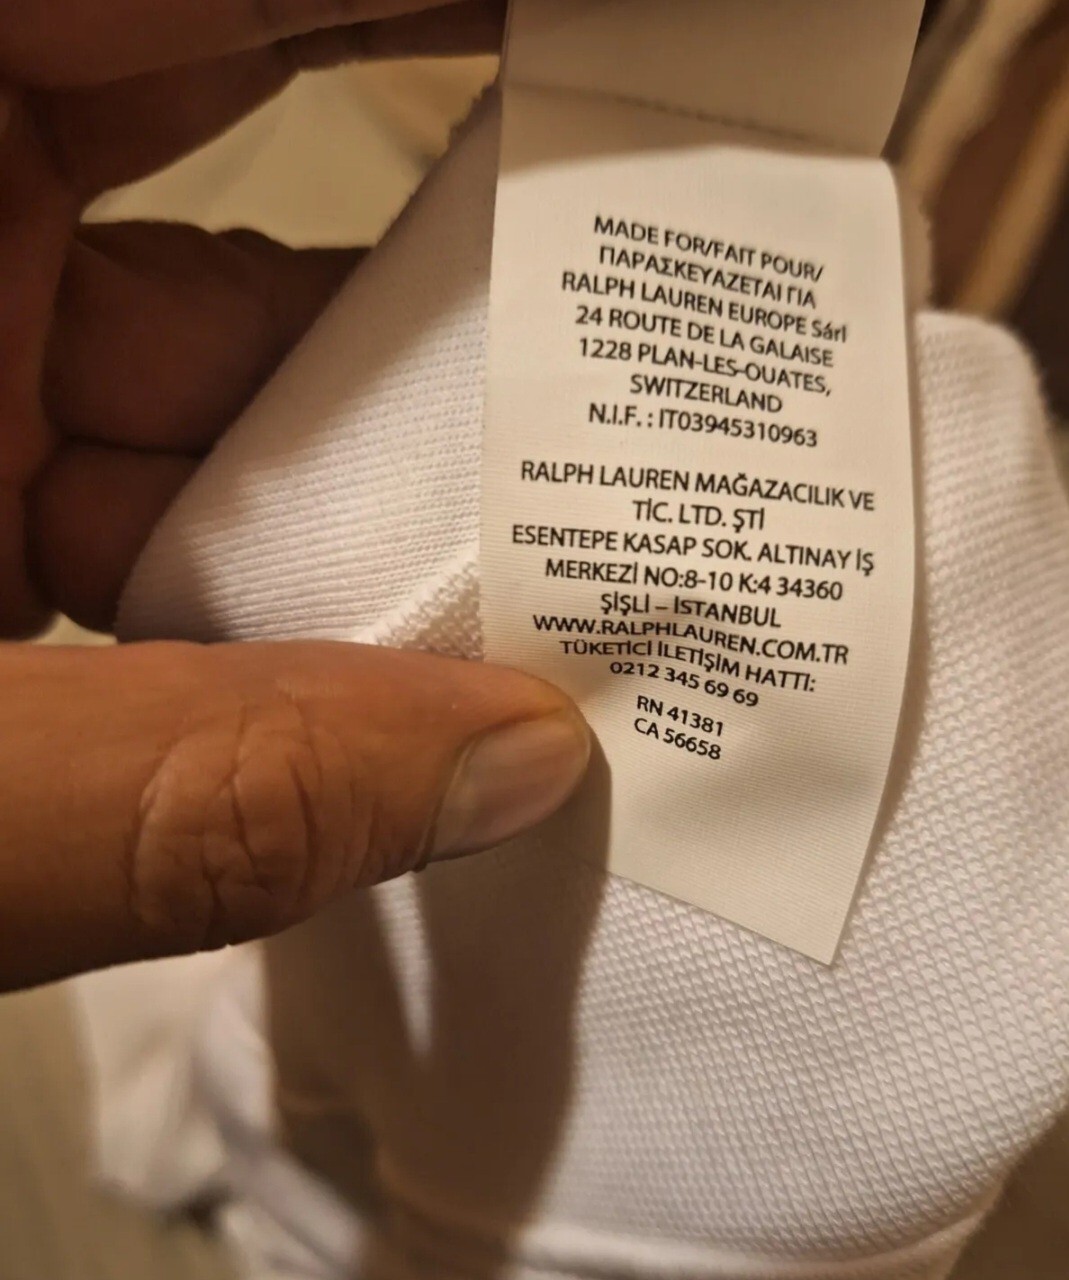 MADE FOR/FAIT POUR/
ΠΑΡΑΣΚΕΥΑΖΕΤΑΙ ΓΙΑ
RALPH LAUREN EUROPE Sárl
24 ROUTE DE LA GALAISE
1228 PLAN-LES-OUATES,
SWITZERLAND
N.I.F. : IT03945310963
RALPH LAUREN MAĞAZACILIK VE
TİC. LTD. ŞTİ
ESENTEPE KASAP SOK. ALTINAY İŞ
MERKEZİ NO:8-10 K:4 34360
ŞİŞLİ – İSTANBUL
WWW.RALPHLAUREN.COM.TR
TÜKETİCİ İLETİŞİM HATTI:
0212 345 69 69
RN 41381
CA 56658